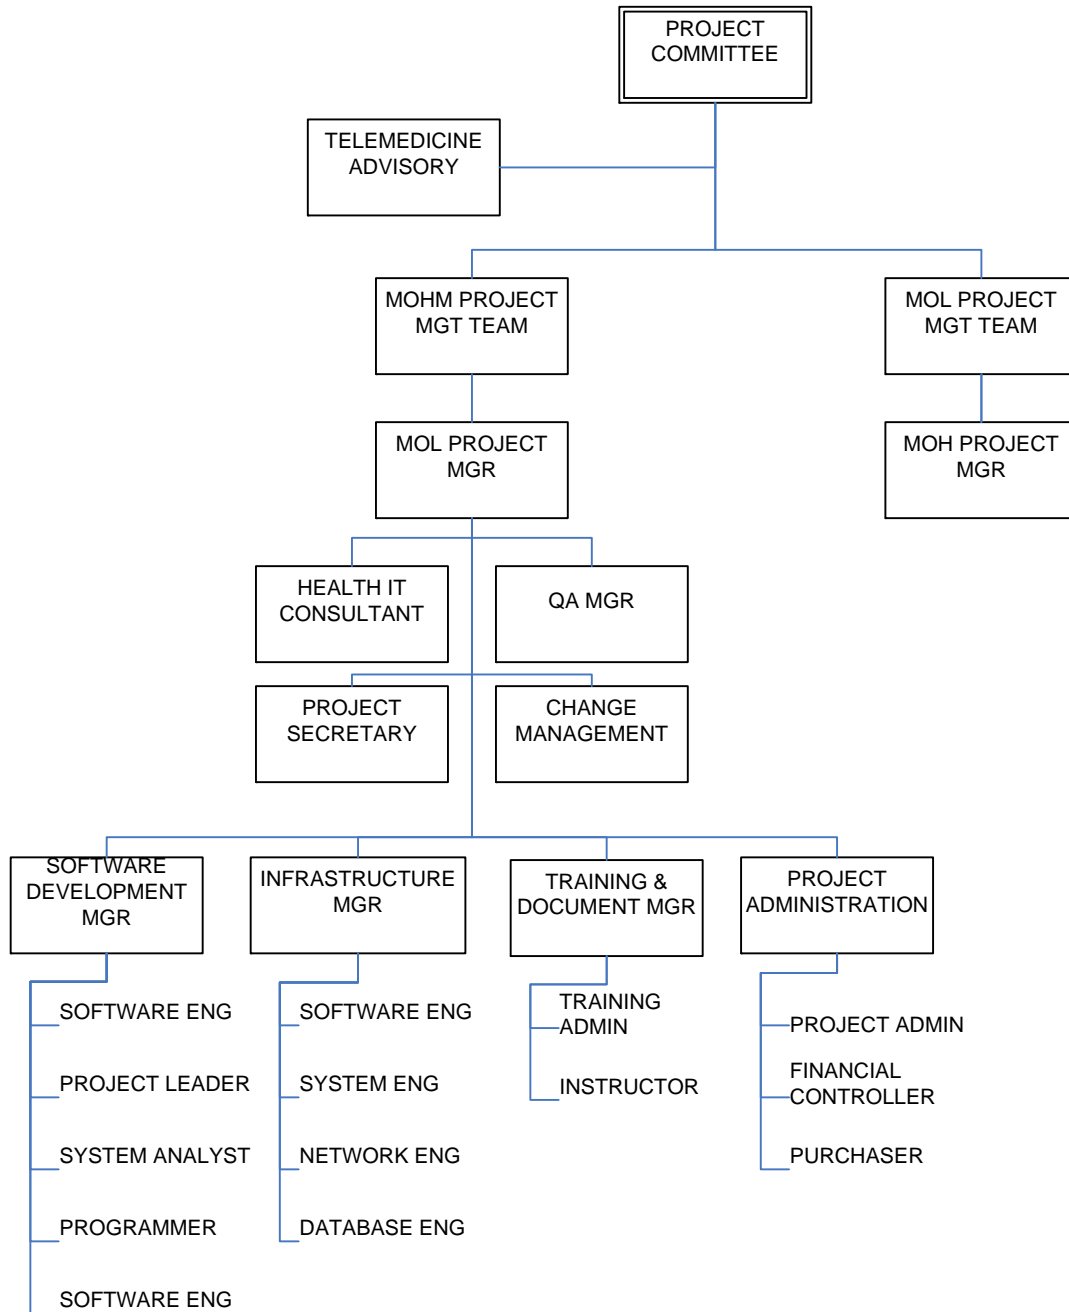 PROJECT
COMMITTEE
TELEMEDICINE
ADVISORY
MOHM PROJECT
MGT TEAM
MOL PROJECT
MGT TEAM
MOL PROJECT
MGR
MOH PROJECT
MGR
HEALTH IT
CONSULTANT
QA MGR
PROJECT
SECRETARY
CHANGE
MANAGEMENT
SOFTWARE
DEVELOPMENT
MGR
INFRASTRUCTURE
MGR
TRAINING &
DOCUMENT MGR
PROJECT
ADMINISTRATION
SOFTWARE ENG
PROJECT LEADER
SYSTEM ANALYST
PROGRAMMER
SOFTWARE ENG
SOFTWARE ENG
SYSTEM ENG
NETWORK ENG
DATABASE ENG
TRAINING
ADMIN
INSTRUCTOR
PROJECT ADMIN
FINANCIAL
CONTROLLER
PURCHASER